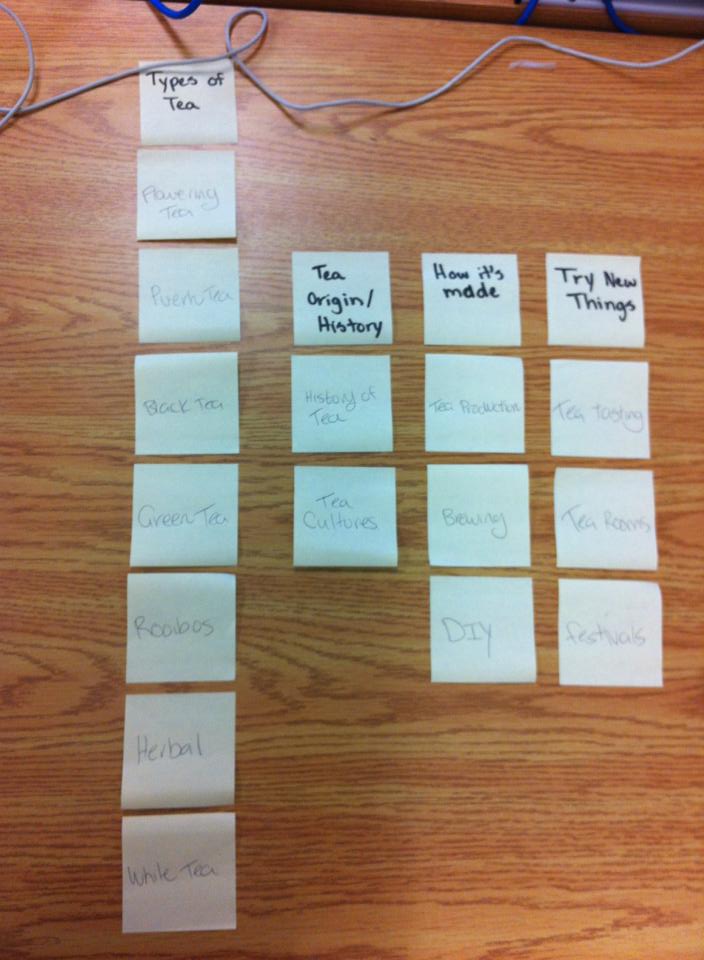 Types of
Tea
Flowering
Tea
Puerh Tea
Black Tea
Green Tea
Rooibos
Herbal
White Tea
Tea
Origin/
History
History of
Tea
Tea
Cultures
How it's
made
Tea Production
Brewing
DIY
Try New
Things
Tea Tasting
Tea Rooms
festivals